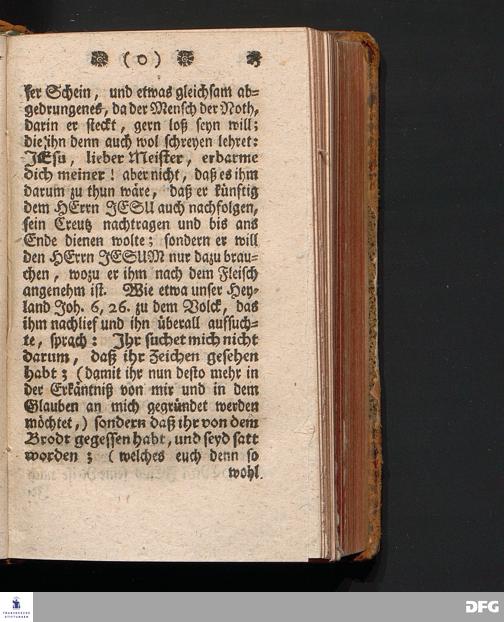 ( o )
ſer Schein, und etwas gleichſam ab-
gedrungenes, da der Menſch der Noth,
darin er ſteckt, gern loß ſeyn will;
die ihn denn auch wol ſchreyen lehret:
JEſu, lieber Meiſter, erbarme
dich meiner! aber nicht, daß es ihm
darum zu thun wäre, daß er künftig
dem HErrn JESU auch nachfolgen,
ſein Creutz nachtragen und bis ans
Ende dienen wolte; ſondern er will
den HErrn JESUM nur dazu brau-
chen, wozu er ihm nach dem Fleiſch
angenehm iſt. Wie etwa unſer Hey-
land Joh. 6, 26. zu dem Volck, das
ihm nachlief und ihn überall aufſuch-
te, ſprach: Ihr ſuchet mich nicht
darum, daß ihr Zeichen geſehen
habt; (damit ihr nun deſto mehr in
der Erkäntniß von mir und in dem
Glauben an mich gegründet werden
möchtet,) ſondern daß ihr von dem
Brodt gegeſſen habt, und ſeyd ſatt
worden; (welches euch denn ſo
wohl
FRANCKESCHE
STIFTUNGEN
DFG